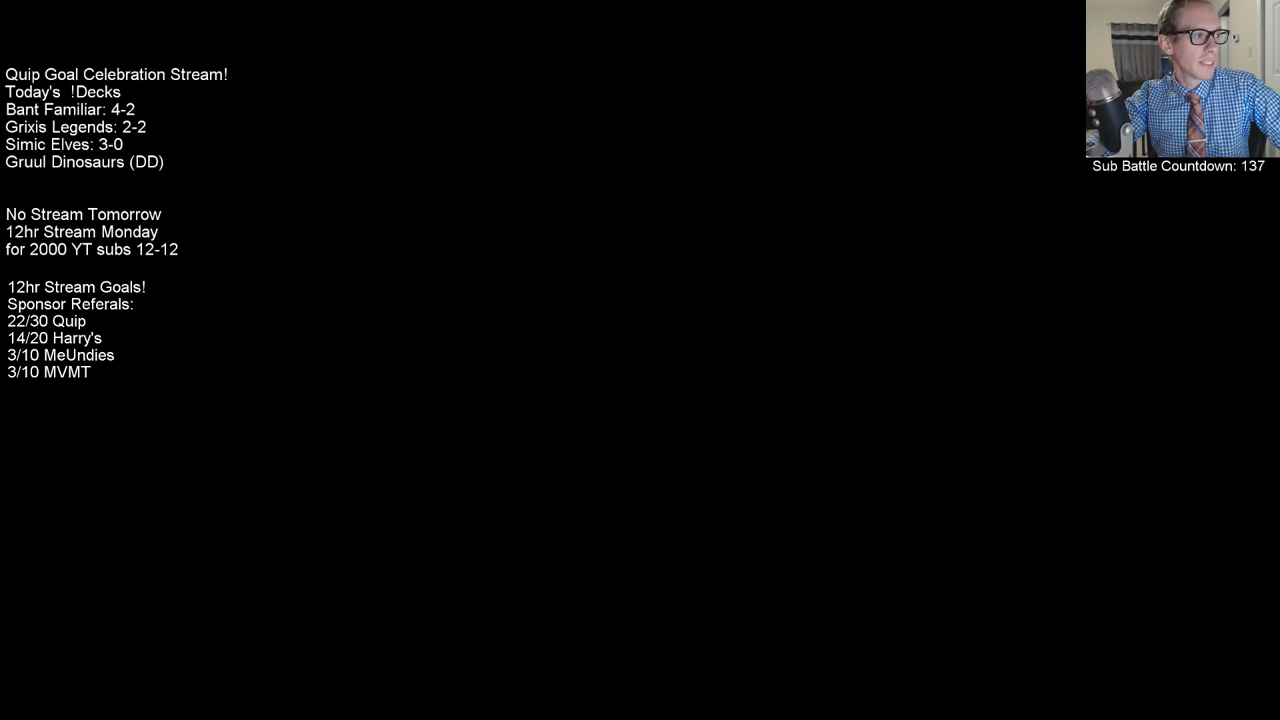 Quip Goal Celebration Stream!
Today's !Decks
Bant Familiar: 4-2
Grixis Legends: 2-2
Simic Elves: 3-0
Gruul Dinosaurs (DD)
No Stream Tomorrow
12hr Stream Monday
for 2000 YT subs 12-12
12hr Stream Goals!
Sponsor Referals:
22/30 Quip
14/20 Harry's
3/10 MeUndies
3/10 MVMT
Sub Battle Countdown: 137